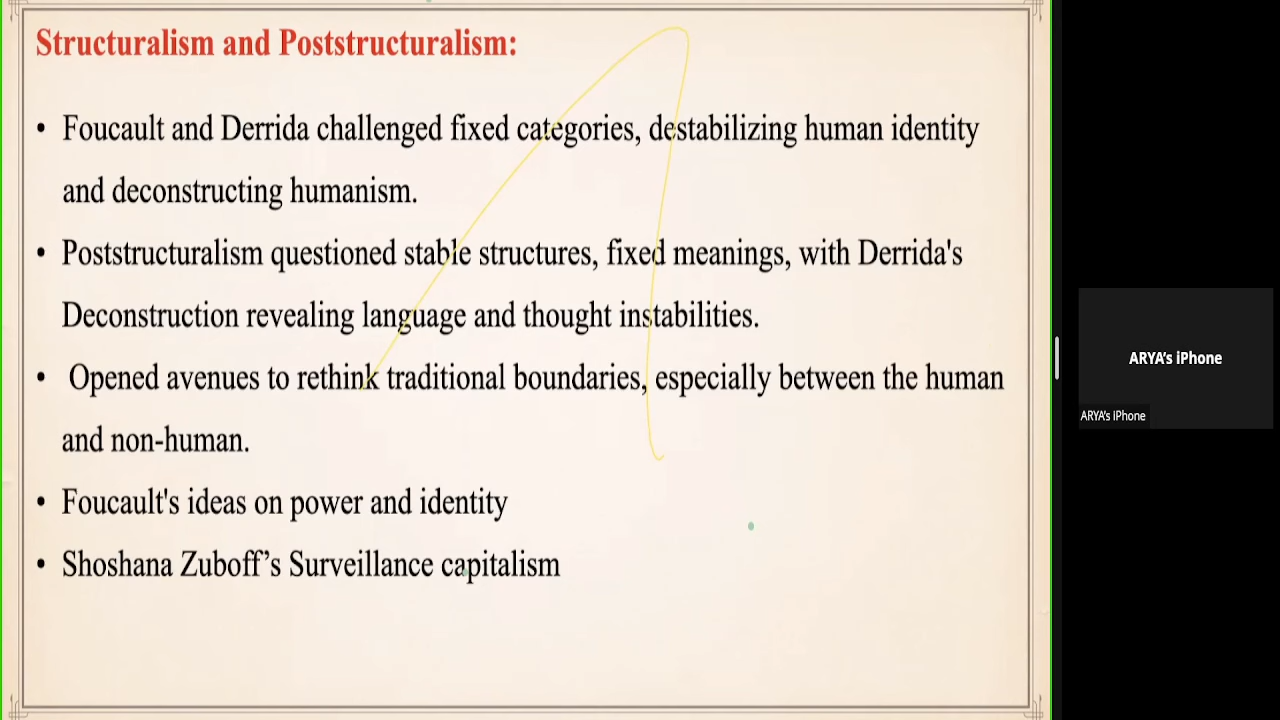 Structuralism and Poststructuralism:
• Foucault and Derrida challenged fixed categories, destabilizing human identity
and deconstructing humanism.
• Poststructuralism questioned stable structures, fixed meanings, with Derrida's
Deconstruction revealing language and thought instabilities.
• Opened avenues to rethink traditional boundaries, especially between the human
and non-human.
• Foucault's ideas on power and identity
• Shoshana Zuboff’s Surveillance capitalism
ARYA’s iPhone
ARYA’s iPhone